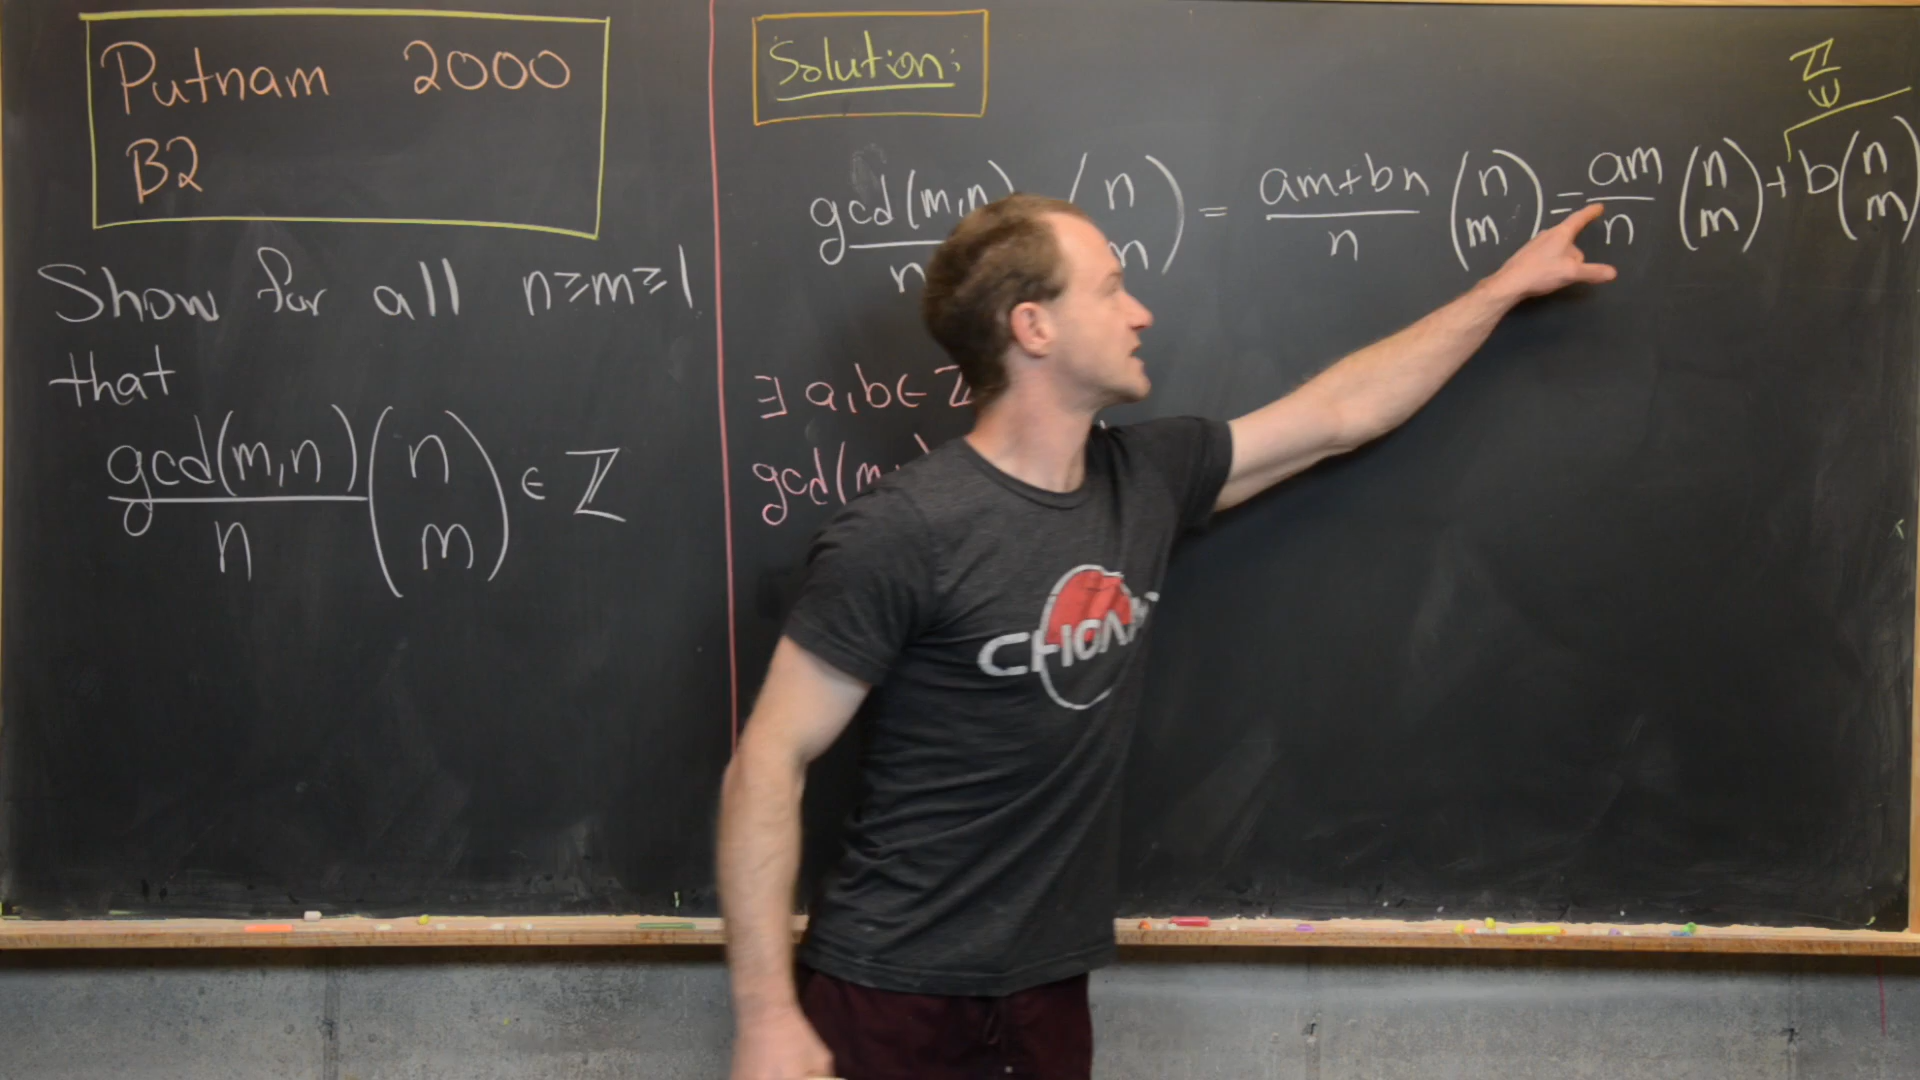 Putnam 2000
B2
Show for all n≥m≥1
that
gcd(m,n)/n (n m) ∈ ℤ
Solution:
gcd(m,n)/n (n m) = am+bn/n (n m) = am/n (n m) + b(n m)
∈ ℤ
∃ a,b ∈ ℤ
gcd(m